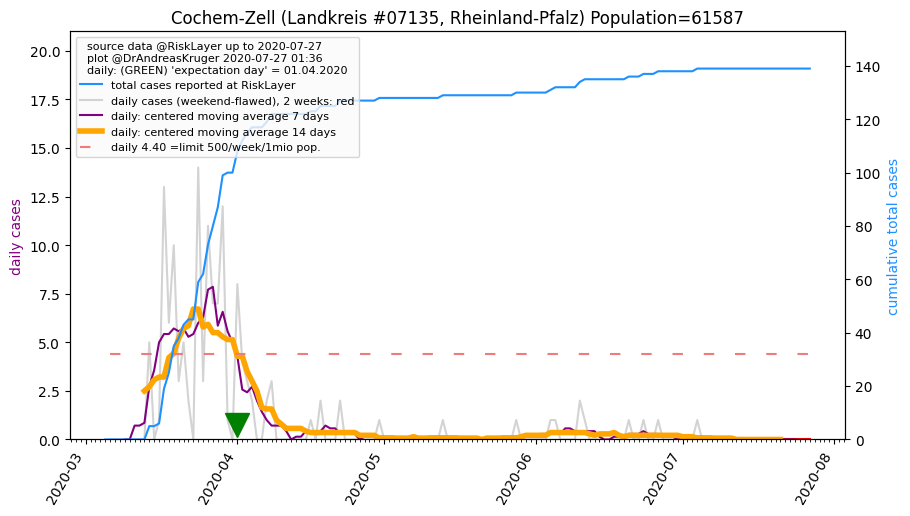 Cochem-Zell (Landkreis #07135, Rheinland-Pfalz) Population=61587
source data @RiskLayer up to 2020-07-27
plot @DrAndreasKruger 2020-07-27 01:36
daily: (GREEN) 'expectation day' = 01.04.2020
total cases reported at RiskLayer
daily cases (weekend-flawed), 2 weeks: red
daily: centered moving average 7 days
daily: centered moving average 14 days
daily 4.40 =limit 500/week/1mio pop.
daily cases
20.0
17.5
15.0
12.5
10.0
7.5
5.0
2.5
0.0
cumulative total cases
140
120
100
80
60
40
20
0
2020-03
2020-04
2020-05
2020-06
2020-07
2020-08